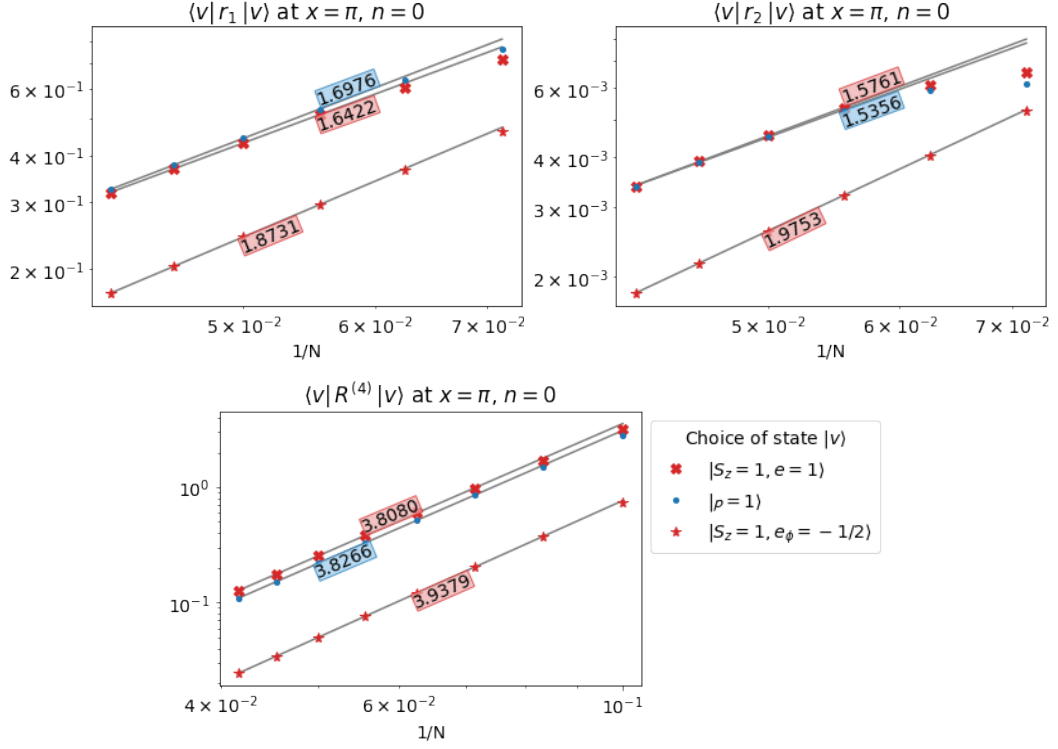 ⟨v| r₁ |v⟩ at x = π, n = 0
6 × 10⁻¹
4 × 10⁻¹
3 × 10⁻¹
2 × 10⁻¹
1.6976
1.6422
1.8731
5 × 10⁻²
6 × 10⁻²
7 × 10⁻²
1/N
⟨v| r₂ |v⟩ at x = π, n = 0
6 × 10⁻³
4 × 10⁻³
3 × 10⁻³
2 × 10⁻³
1.5761
1.5356
1.9753
5 × 10⁻²
6 × 10⁻²
7 × 10⁻²
1/N
⟨v| R⁽⁴⁾ |v⟩ at x = π, n = 0
10⁰
10⁻¹
3.8080
3.8266
3.9379
4 × 10⁻²
6 × 10⁻²
10⁻¹
1/N
Choice of state |v⟩
|S_z = 1, e = 1⟩
|ₚ = 1⟩
|S_z = 1, e_ϕ = − 1/2⟩